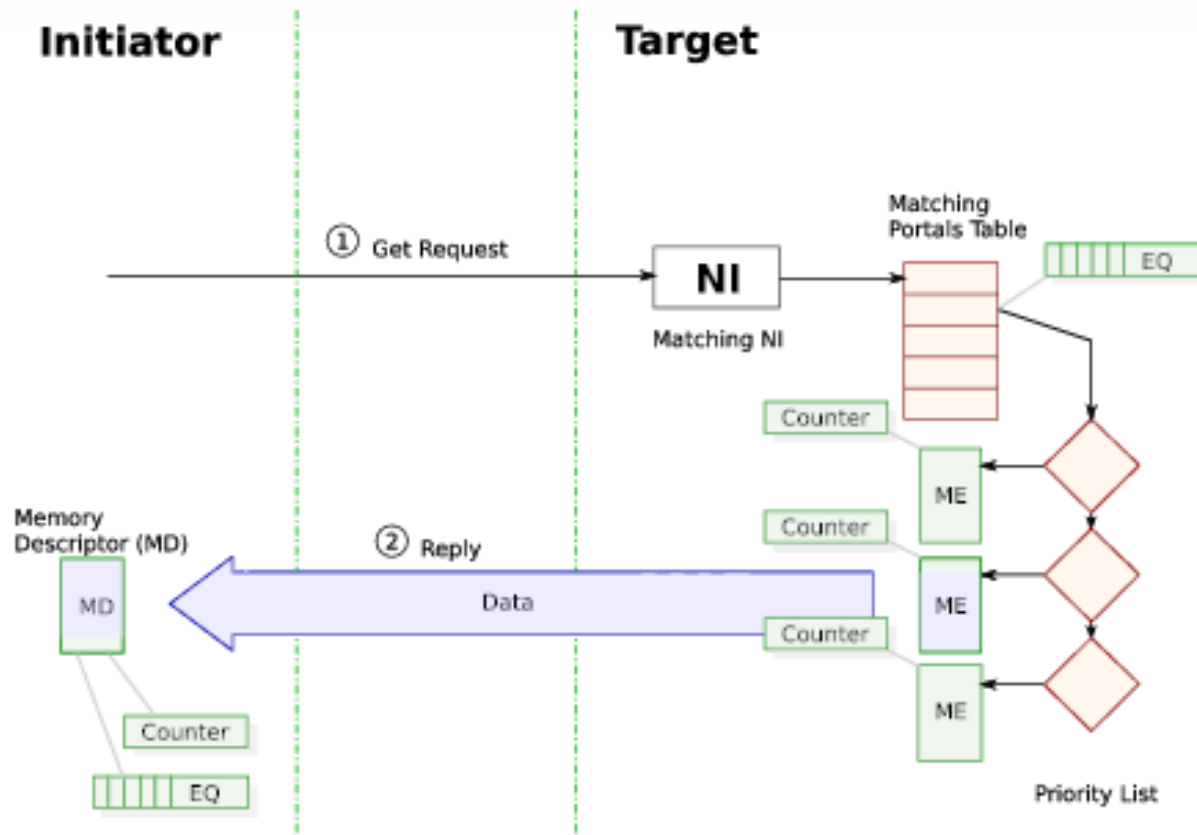 Initiator
Target
Matching
Portals Table
① Get Request
NI
EQ
Matching NI
Counter
ME
Memory
Descriptor (MD)
② Reply
Counter
MD
Data
ME
Counter
ME
Counter
EQ
Priority List